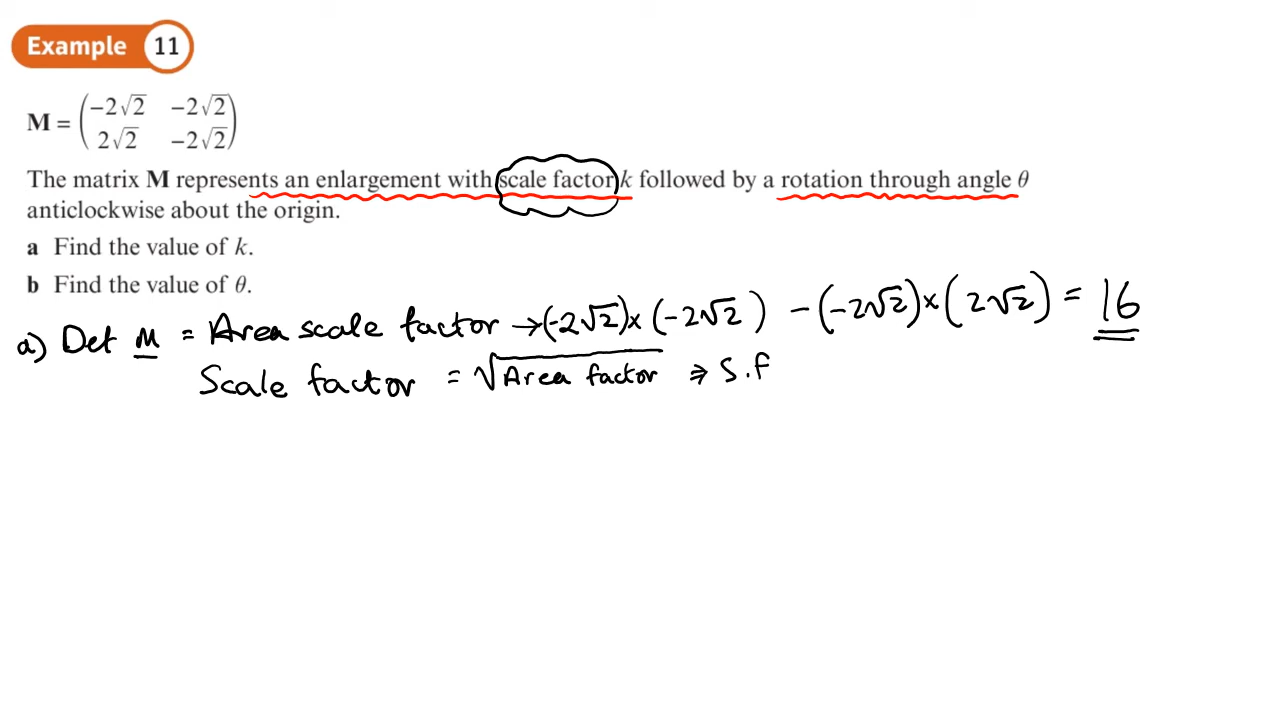 Example 11
M = (−2√2 −2√2
2√2 −2√2)
The matrix M represents an enlargement with scale factor k followed by a rotation through angle θ
anticlockwise about the origin.
a Find the value of k.
b Find the value of θ.
a) Det M = Area scale factor → (-2√2) × (-2√2) - (-2√2) × (2√2) = 16
Scale factor = √Area factor ⇒ S.f